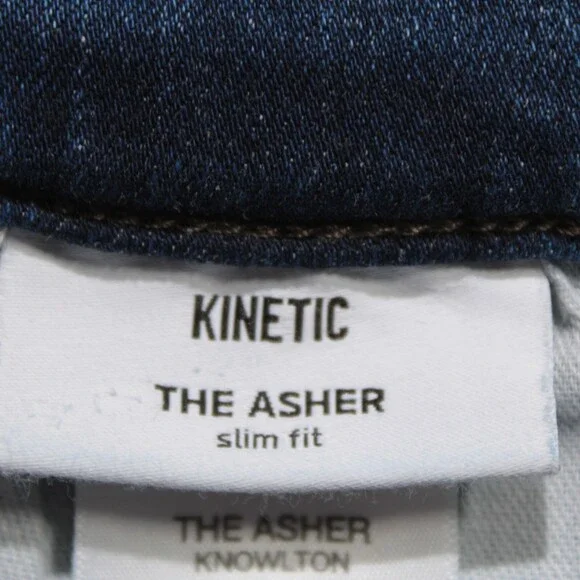 KINETIC
THE ASHER
slim fit
THE ASHER
KNOWLTON